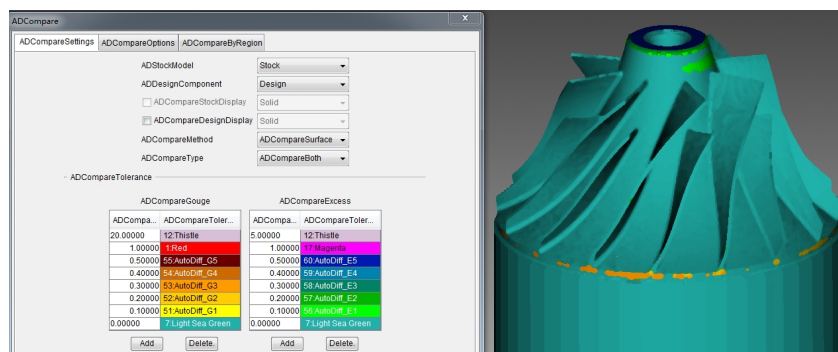 ADCompare
x
ADCompareSettings ADCompareOptions ADCompareByRegion
ADStockModel Stock
ADDesignComponent Design
ADCompareStockDisplay Solid
ADCompareDesignDisplay Solid
ADCompareMethod ADCompareSurface
ADCompareType ADCompareBoth
ADCompareTolerance
ADCompareGouge ADCompareExcess
ADCompa... ADCompareToler... ADCompa... ADCompareToler...
20.00000 12:Thistle 5.00000 12:Thistle
1.00000 1:Red 1.00000 17:Magenta
0.50000 55:AutoDiff_G5 0.50000 60:AutoDiff_E5
0.40000 54:AutoDiff_G4 0.40000 59:AutoDiff_E4
0.30000 53:AutoDiff_G3 0.30000 58:AutoDiff_E3
0.20000 52:AutoDiff_G2 0.20000 57:AutoDiff_E2
0.10000 51:AutoDiff_G1 0.10000 56:AutoDiff_E1
0.00000 7:Light Sea Green 0.00000 7:Light Sea Green
Add Delete. Add Delete.